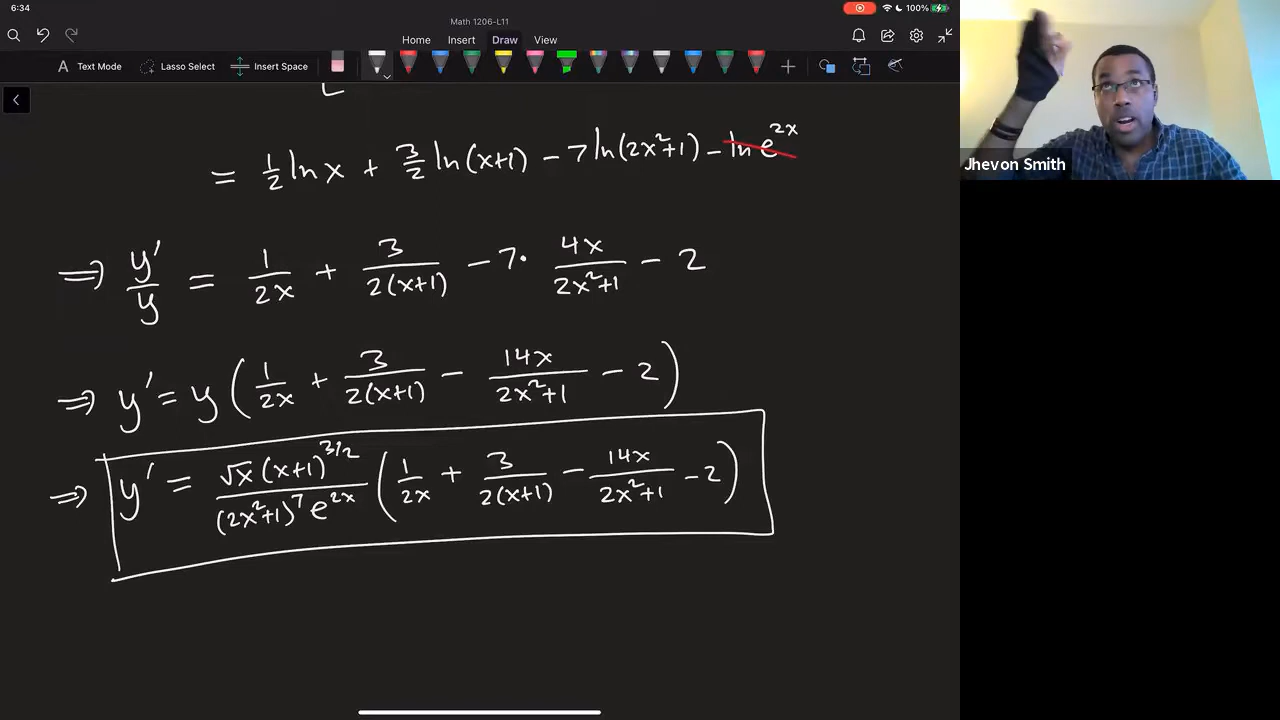 6:34
100%
Math 1206-L11
Home Insert Draw View
Text Mode Lasso Select Insert Space
= 1/2 ln x + 3/2 ln(x+1) − 7 ln(2x²+1) − ln e^(2x)
⇒ y'/y = 1/(2x) + 3/(2(x+1)) − 7 · 4x/(2x²+1) − 2
⇒ y' = y (1/(2x) + 3/(2(x+1)) − 14x/(2x²+1) − 2)
⇒ y' = √x (x+1)^(3/2) / ((2x²+1)^7 e^(2x)) (1/(2x) + 3/(2(x+1)) − 14x/(2x²+1) − 2)
Jhevon Smith